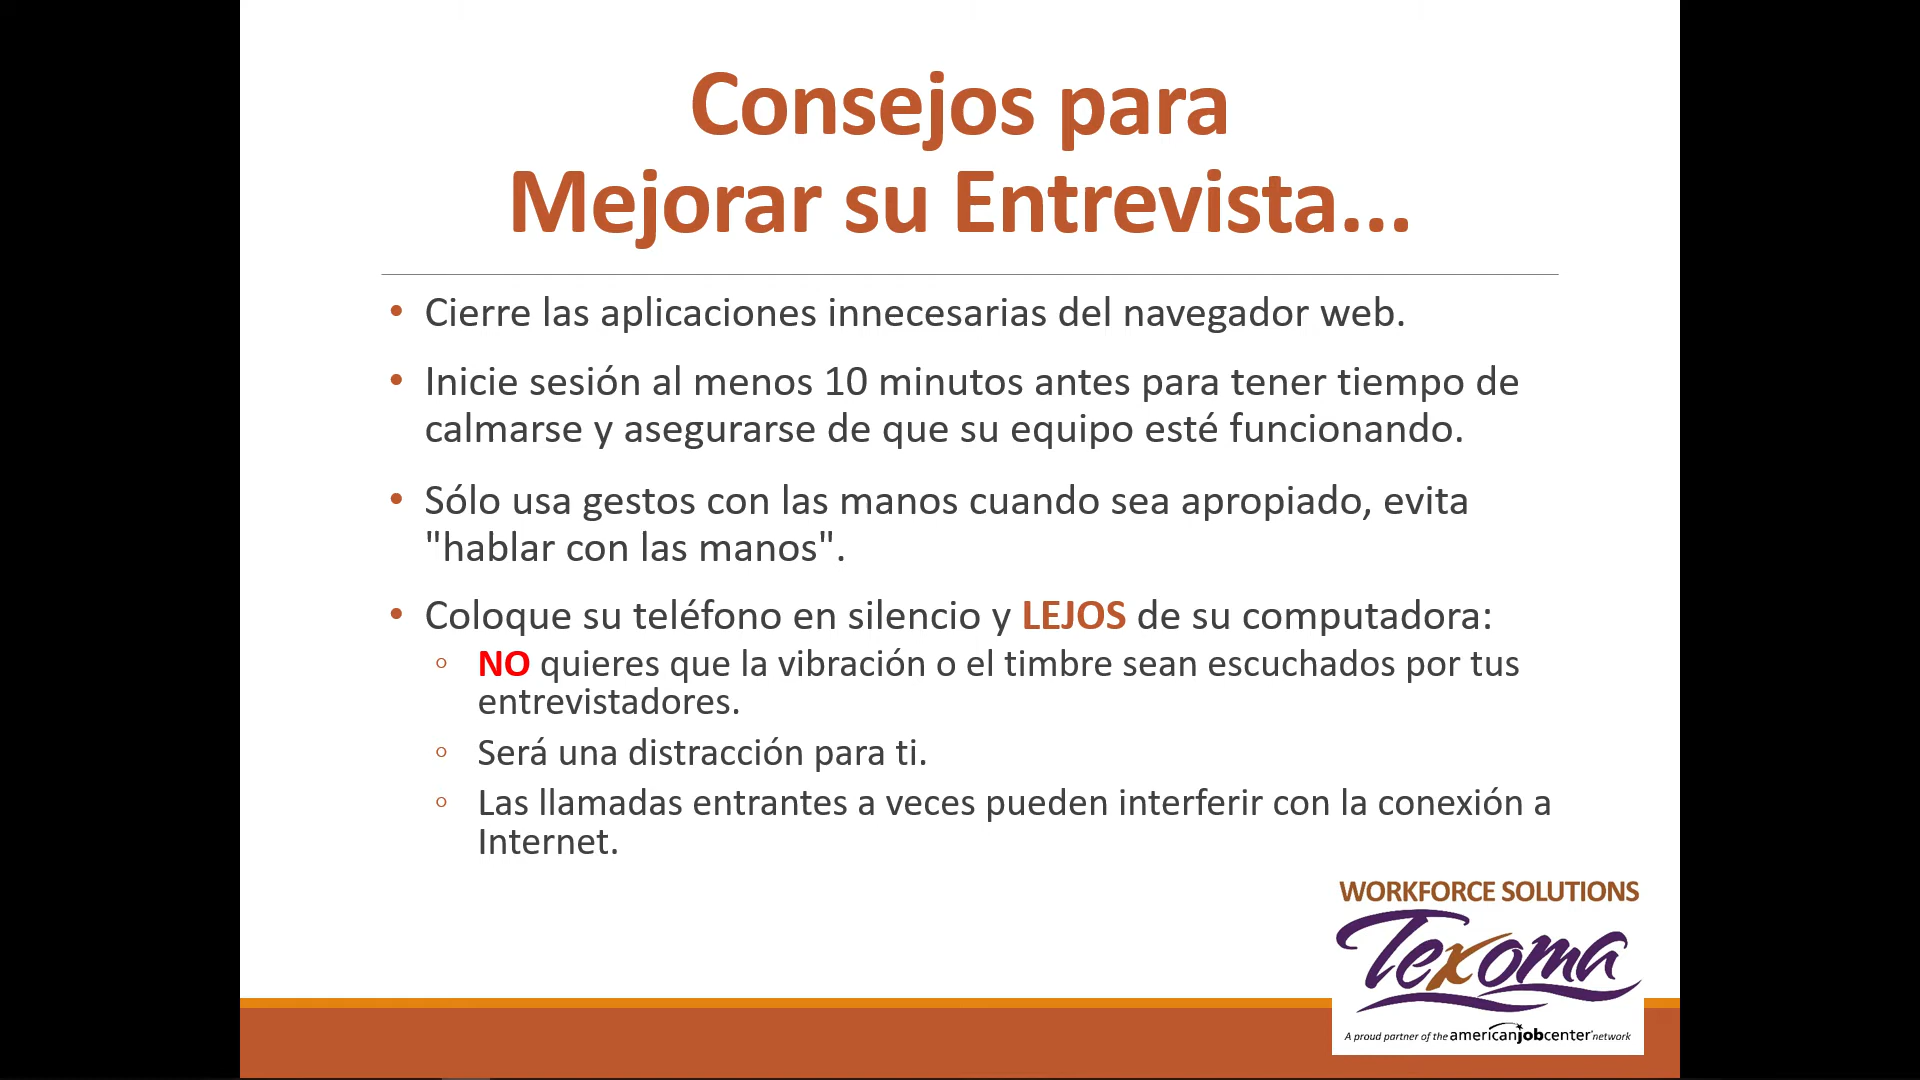 Consejos para
Mejorar su Entrevista...
• Cierre las aplicaciones innecesarias del navegador web.
• Inicie sesión al menos 10 minutos antes para tener tiempo de
calmarse y asegurarse de que su equipo esté funcionando.
• Sólo usa gestos con las manos cuando sea apropiado, evita
"hablar con las manos".
• Coloque su teléfono en silencio y LEJOS de su computadora:
◦ NO quieres que la vibración o el timbre sean escuchados por tus
entrevistadores.
◦ Será una distracción para ti.
◦ Las llamadas entrantes a veces pueden interferir con la conexión a
Internet.
WORKFORCE SOLUTIONS
Texoma
A proud partner of the americanjobcenter network